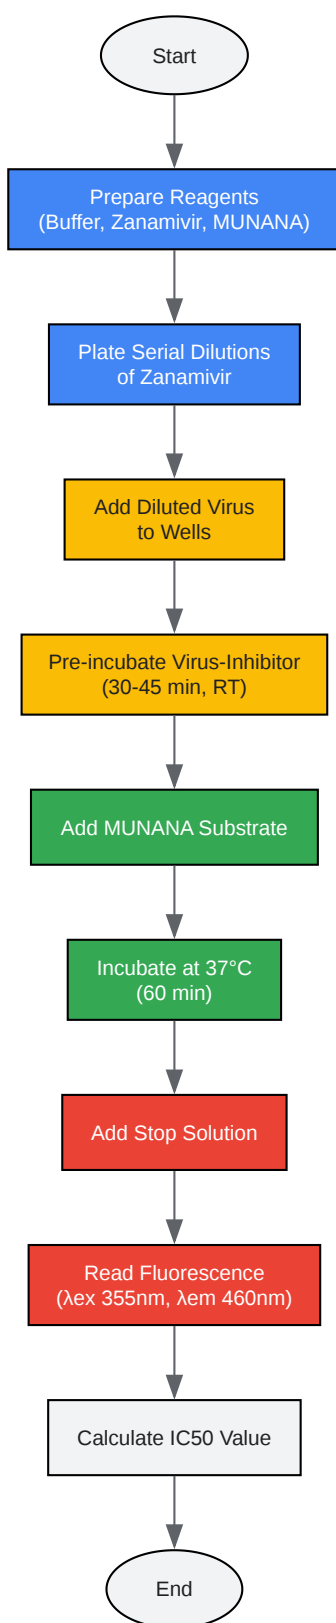 Start
Prepare Reagents
(Buffer, Zanamivir, MUNANA)
Plate Serial Dilutions
of Zanamivir
Add Diluted Virus
to Wells
Pre-incubate Virus-Inhibitor
(30-45 min, RT)
Add MUNANA Substrate
Incubate at 37°C
(60 min)
Add Stop Solution
Read Fluorescence
(λex 355nm, λem 460nm)
Calculate IC50 Value
End